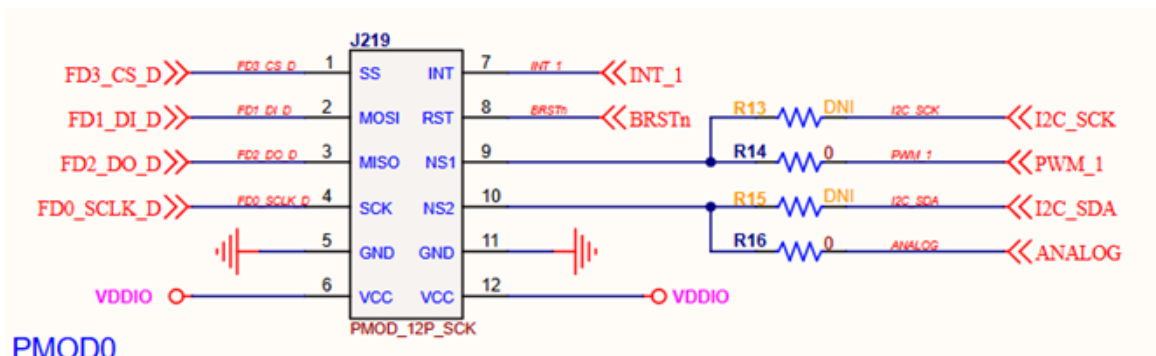 J219
FD3_CS_D FD3_CS_D 1 SS INT 7 INT_1 INT_1
FD1_DI_D FD1_DI_D 2 MOSI RST 8 BRSTn BRSTn
R13 DNI I2C_SCK I2C_SCK
FD2_DO_D FD2_DO_D 3 MISO NS1 9 R14 0 PWM_1 PWM_1
FD0_SCLK_D FD0_SCLK_D 4 SCK NS2 10 R15 DNI I2C_SDA I2C_SDA
5 GND GND 11 R16 0 ANALOG ANALOG
VDDIO 6 VCC VCC 12 VDDIO
PMOD_12P_SCK
PMOD0